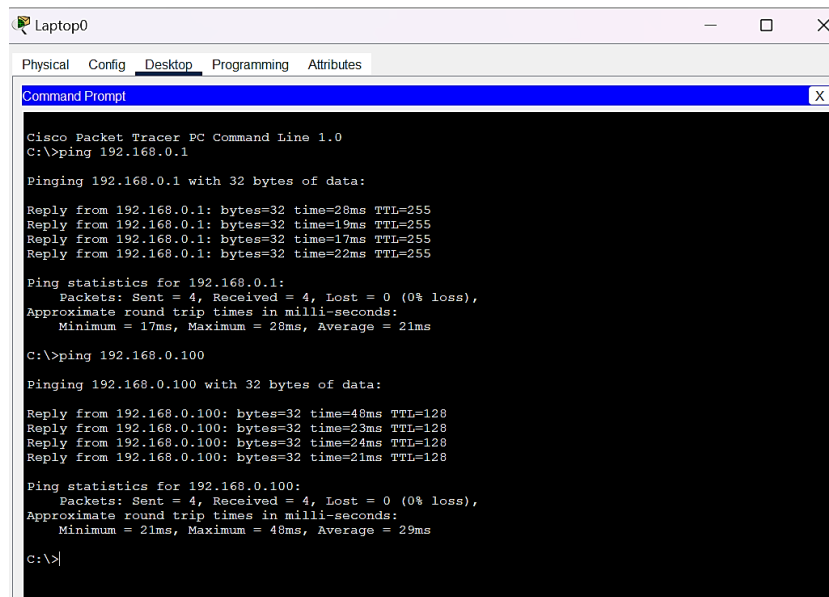 Laptop0
Physical Config Desktop Programming Attributes
Command Prompt
X
Cisco Packet Tracer PC Command Line 1.0
C:\>ping 192.168.0.1
Pinging 192.168.0.1 with 32 bytes of data:
Reply from 192.168.0.1: bytes=32 time=28ms TTL=255
Reply from 192.168.0.1: bytes=32 time=19ms TTL=255
Reply from 192.168.0.1: bytes=32 time=17ms TTL=255
Reply from 192.168.0.1: bytes=32 time=22ms TTL=255
Ping statistics for 192.168.0.1:
Packets: Sent = 4, Received = 4, Lost = 0 (0% loss),
Approximate round trip times in milli-seconds:
Minimum = 17ms, Maximum = 28ms, Average = 21ms
C:\>ping 192.168.0.100
Pinging 192.168.0.100 with 32 bytes of data:
Reply from 192.168.0.100: bytes=32 time=48ms TTL=128
Reply from 192.168.0.100: bytes=32 time=23ms TTL=128
Reply from 192.168.0.100: bytes=32 time=24ms TTL=128
Reply from 192.168.0.100: bytes=32 time=21ms TTL=128
Ping statistics for 192.168.0.100:
Packets: Sent = 4, Received = 4, Lost = 0 (0% loss),
Approximate round trip times in milli-seconds:
Minimum = 21ms, Maximum = 48ms, Average = 29ms
C:\>